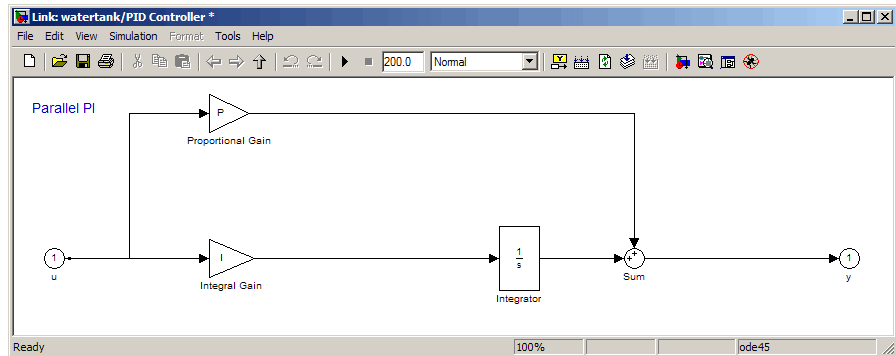 Link: watertank/PID Controller *
File Edit View Simulation Format Tools Help
200.0 Normal
Parallel PI
P
Proportional Gain
1
u
I
Integral Gain
1
s
Integrator
++
Sum
1
y
Ready 100% ode45